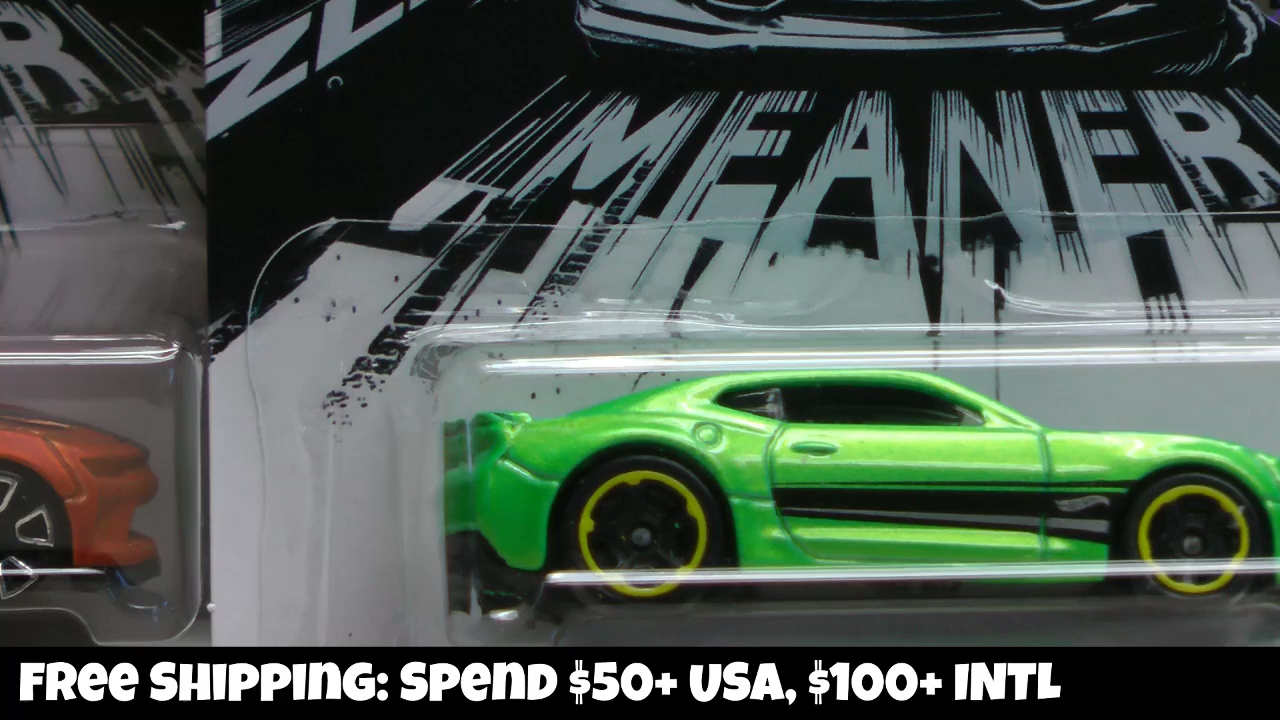 MEANER
FREE SHIPPING: SPEND $50+ USA, $100+ INTL